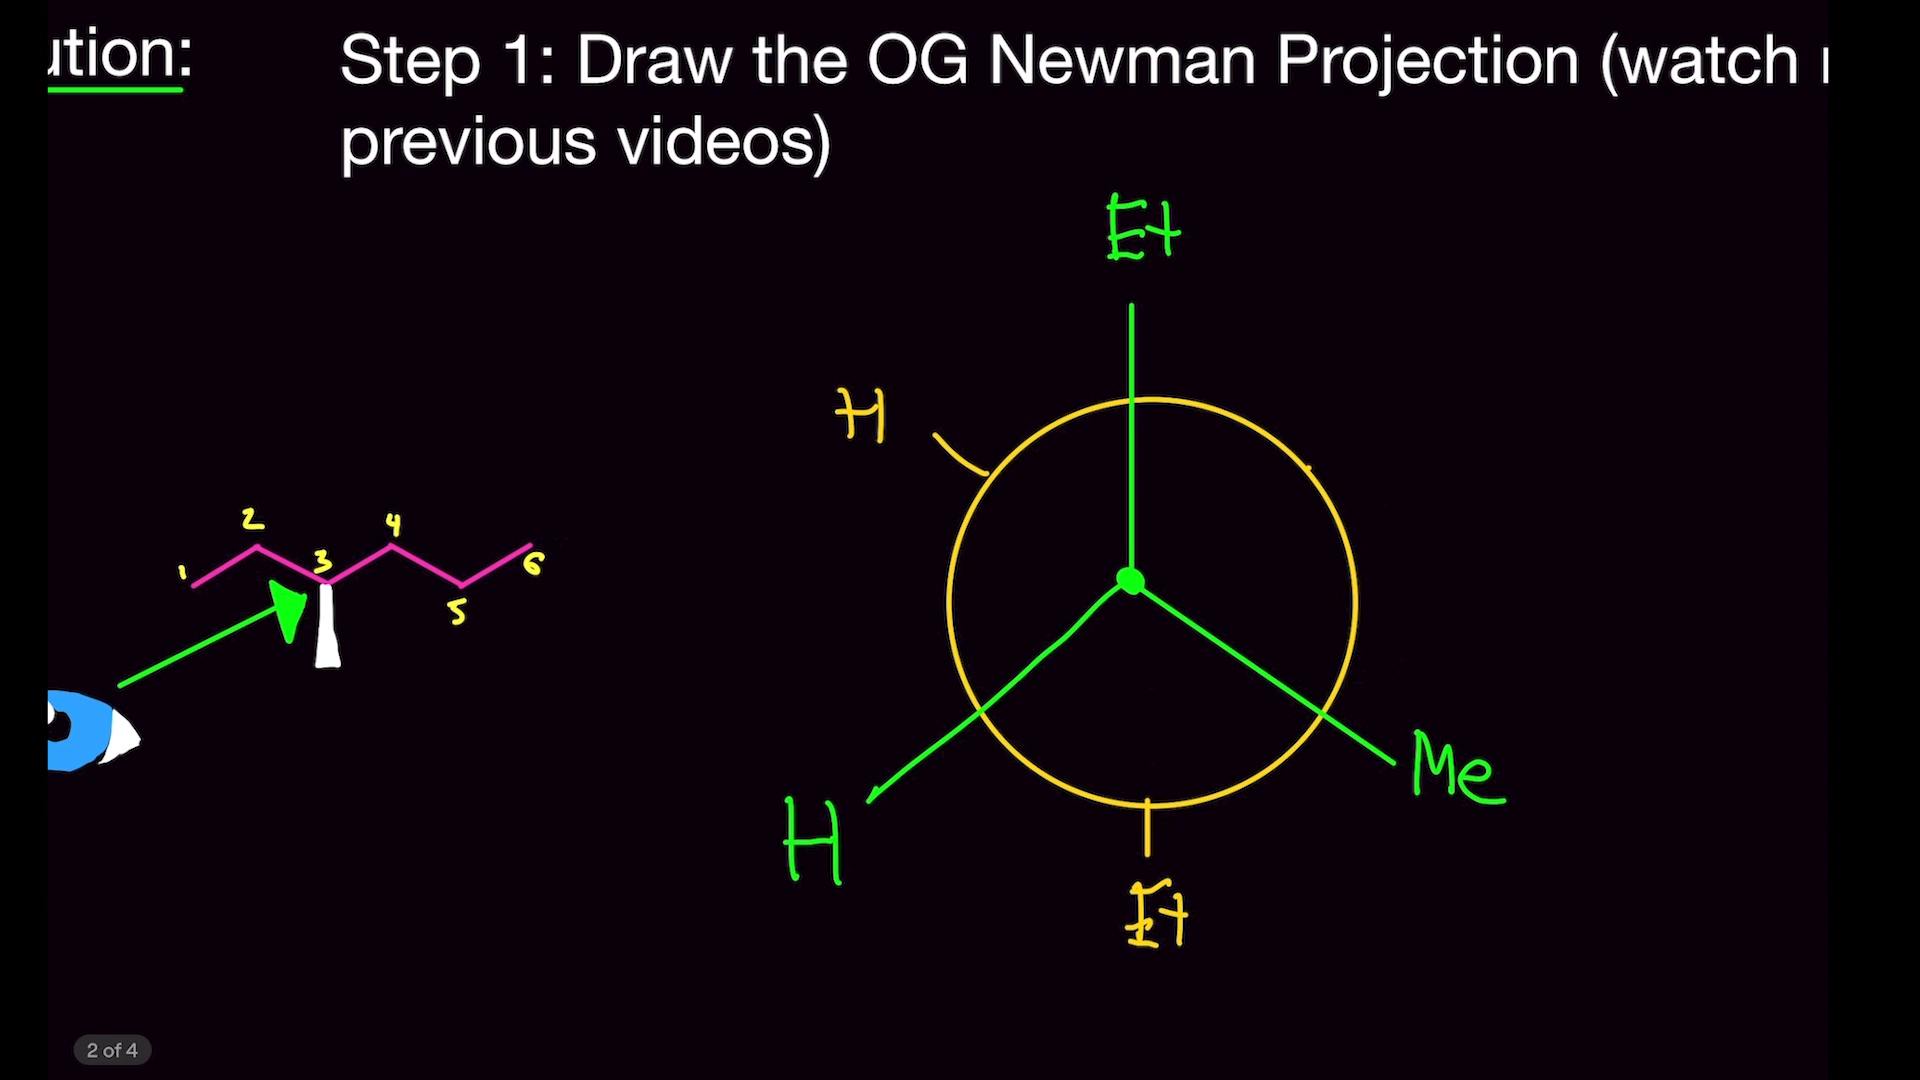 ution:
Step 1: Draw the OG Newman Projection (watch
previous videos)
Et
H
2
4
1
3
6
5
Me
H
Et
2 of 4